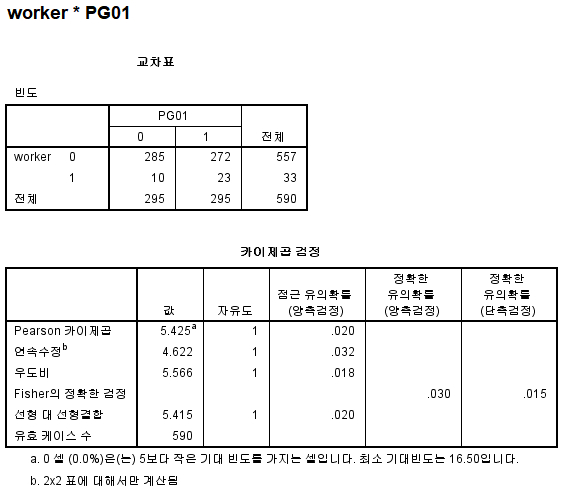 worker * PG01
교차표
빈도
PG01
0 1 전체
worker 0 285 272 557
1 10 23 33
전체 295 295 590
카이제곱 검정
값 자유도 점근 유의확률 (양측검정) 정확한 유의확률 (양측검정) 정확한 유의확률 (단측검정)
Pearson 카이제곱 5.425a 1 .020
연속수정b 4.622 1 .032
우도비 5.566 1 .018
Fisher의 정확한 검정 .030 .015
선형 대 선형결합 5.415 1 .020
유효 케이스 수 590
a. 0 셀 (0.0%)은(는) 5보다 작은 기대 빈도를 가지는 셀입니다. 최소 기대빈도는 16.50입니다.
b. 2x2 표에 대해서만 계산됨